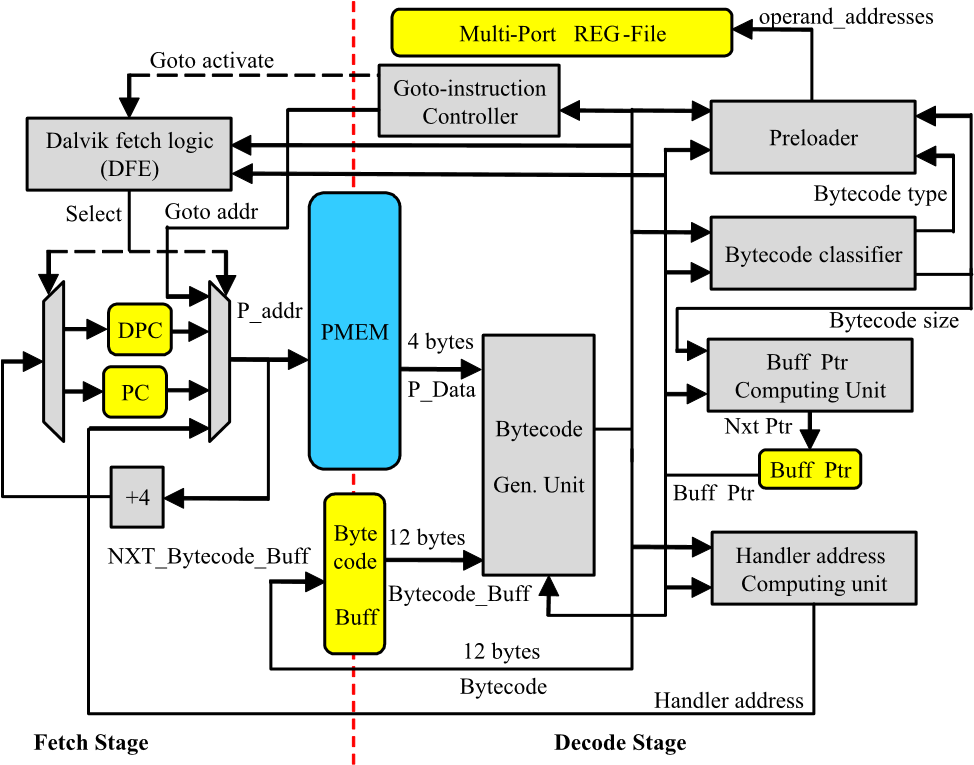 operand_addresses
Multi-Port REG-File
Goto activate
Goto-instruction
Controller
Dalvik fetch logic
(DFE)
Preloader
Bytecode type
Select
Goto addr
Bytecode classifier
P_addr
PMEM
DPC
4 bytes
P_Data
Bytecode size
Buff Ptr
Computing Unit
PC
Nxt Ptr
Bytecode
Gen. Unit
Buff Ptr
Buff Ptr
+4
NXT_Bytecode_Buff
Byte
code
Buff
12 bytes
Bytecode_Buff
Handler address
Computing unit
12 bytes
Bytecode
Handler address
Fetch Stage
Decode Stage